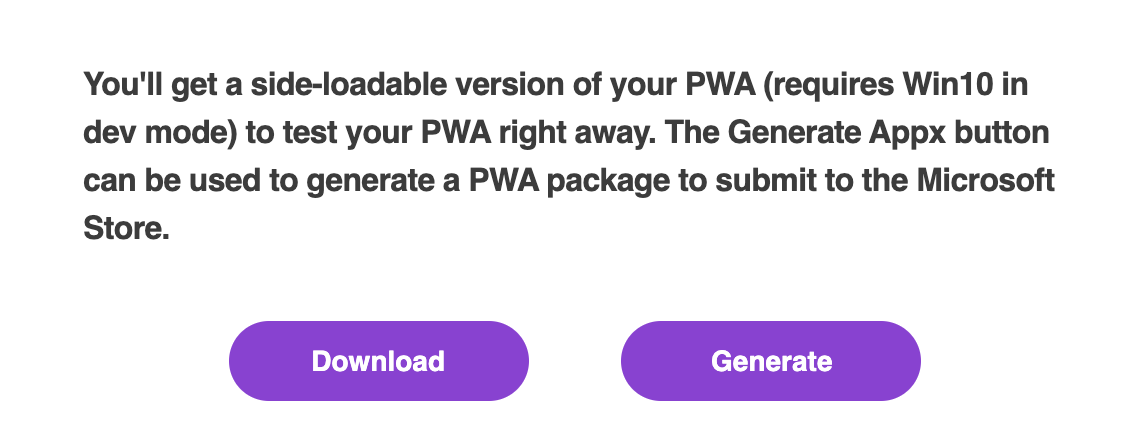 You'll get a side-loadable version of your PWA (requires Win10 in
dev mode) to test your PWA right away. The Generate Appx button
can be used to generate a PWA package to submit to the Microsoft
Store.
Download
Generate